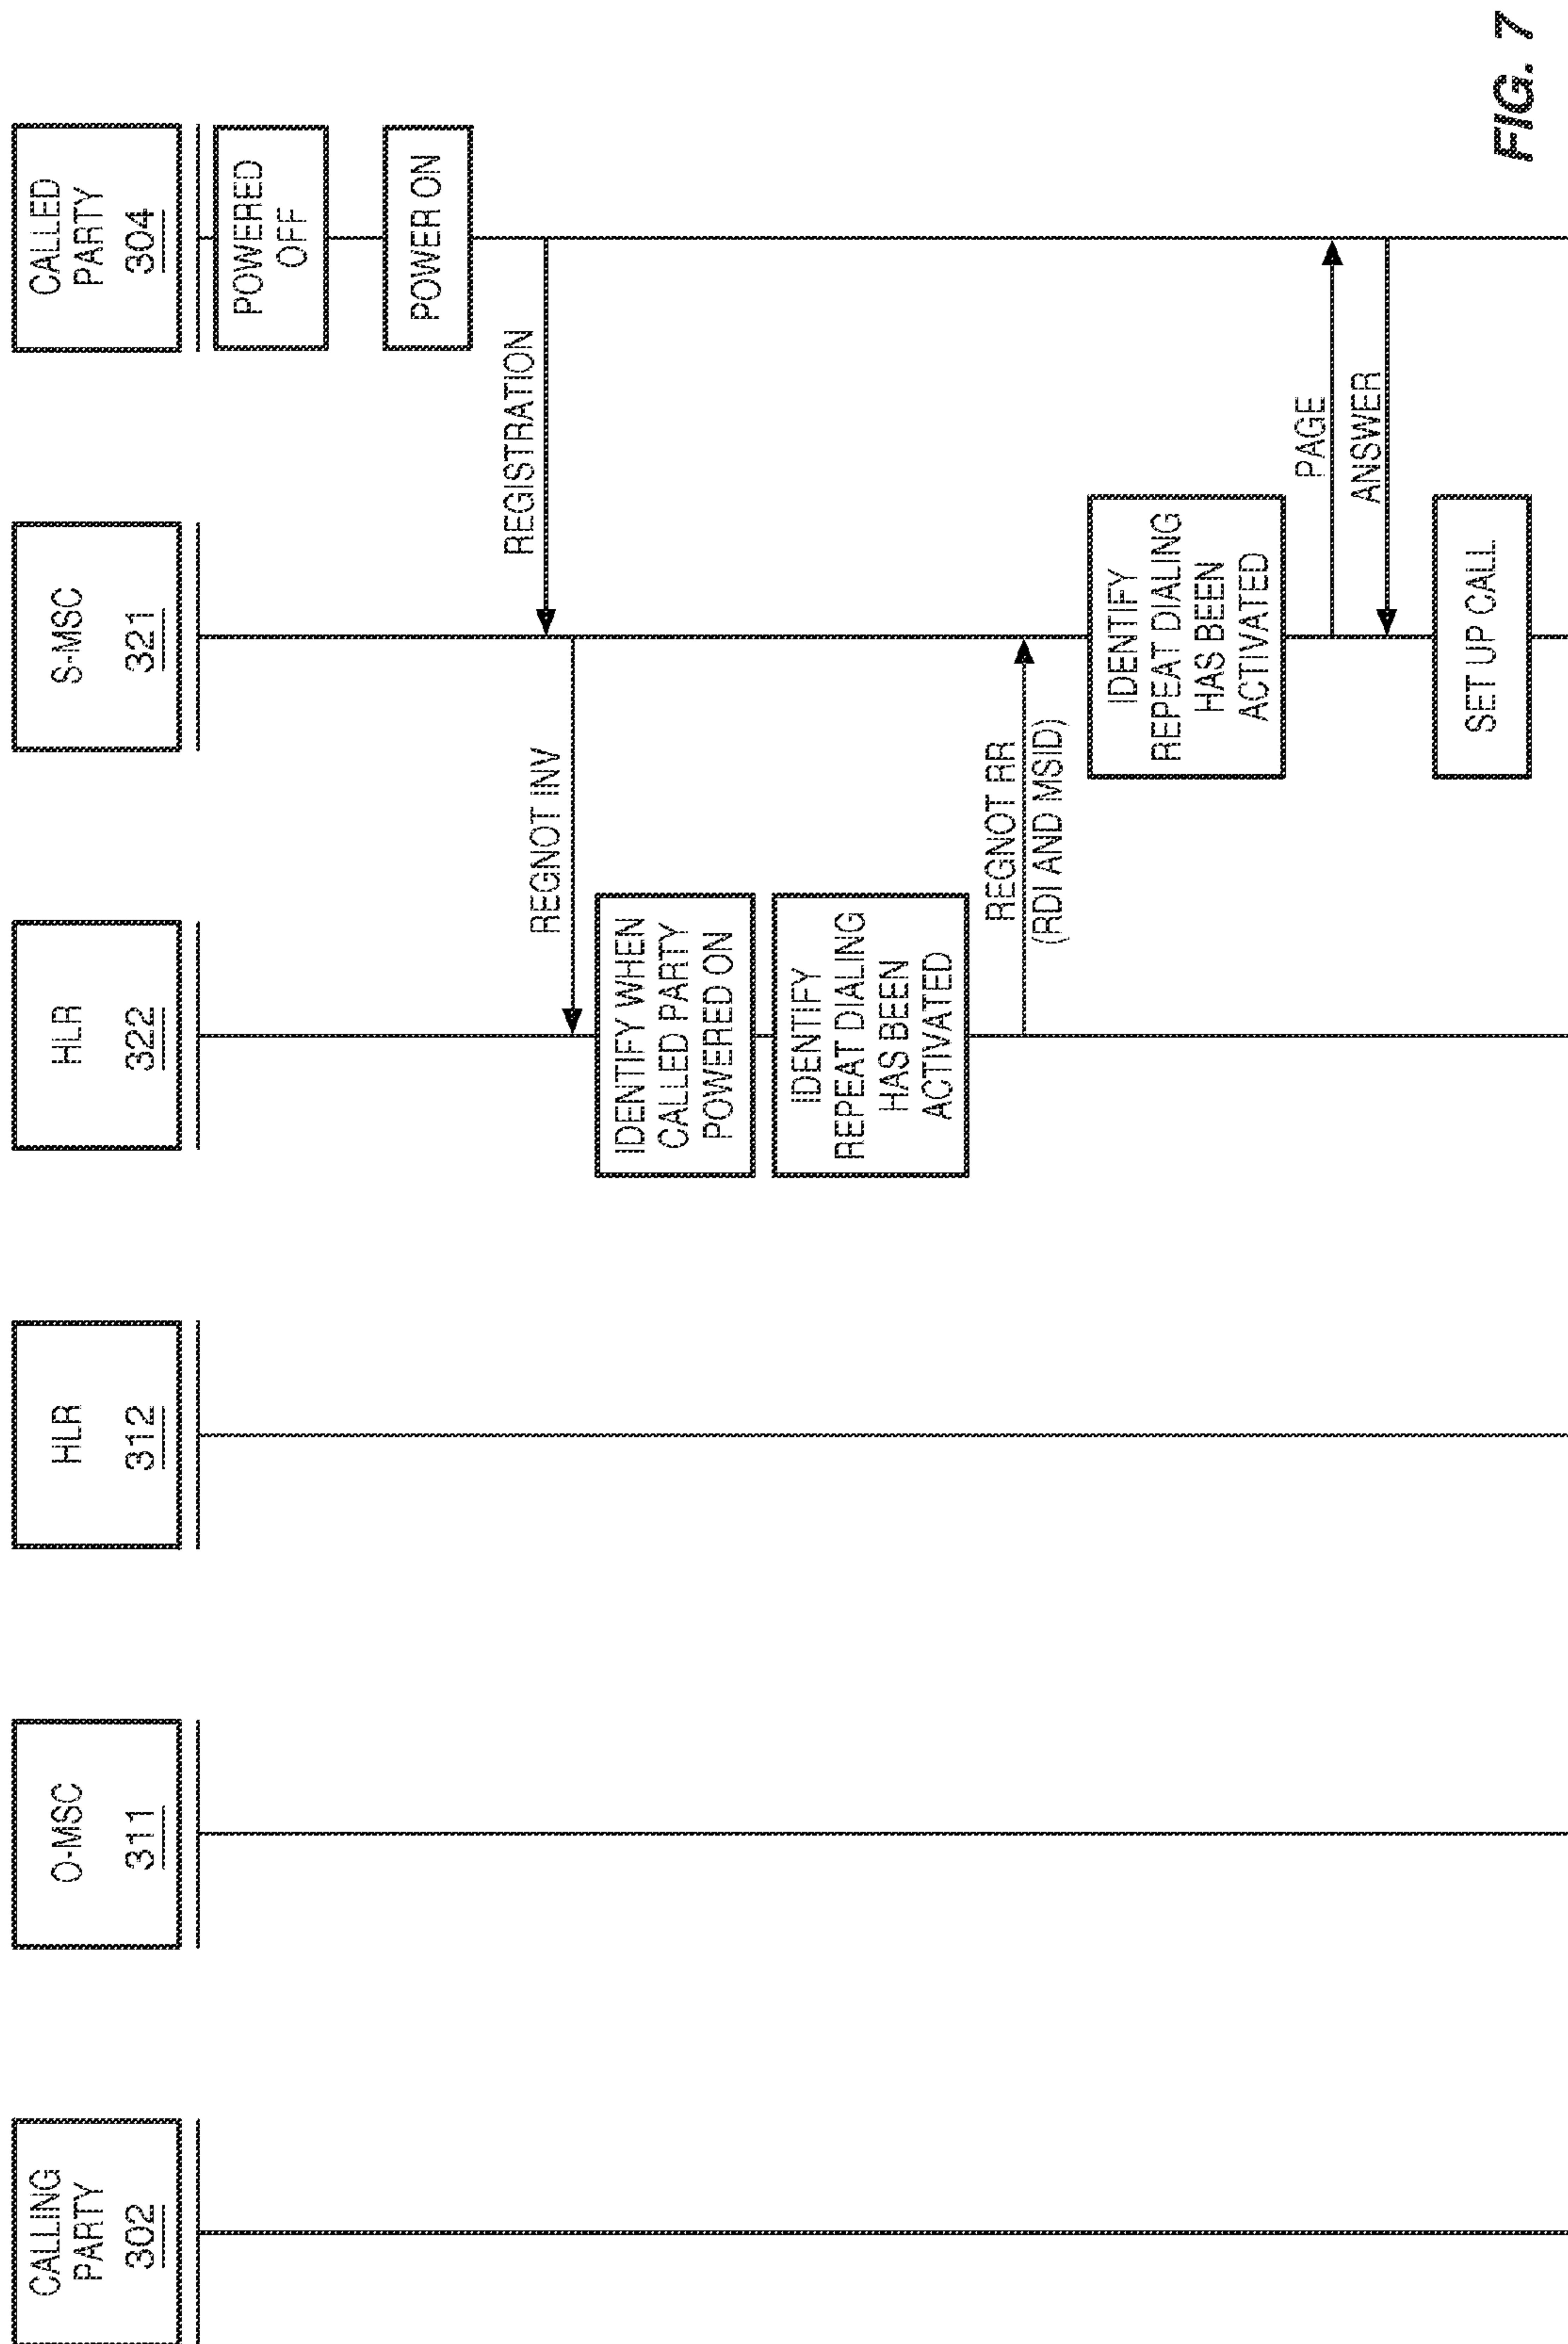 CALLING
PARTY
302
O-MSC
311
HLR
312
HLR
322
S-MSC
321
CALLED
PARTY
304
POWERED
OFF
POWER ON
REGISTRATION
REGNOT INV
IDENTIFY WHEN
CALLED PARTY
POWERED ON
IDENTIFY
REPEAT DIALING
HAS BEEN
ACTIVATED
REGNOT RR
(RDI AND MSID)
IDENTIFY
REPEAT DIALING
HAS BEEN
ACTIVATED
PAGE
ANSWER
SET UP CALL
FIG. 7